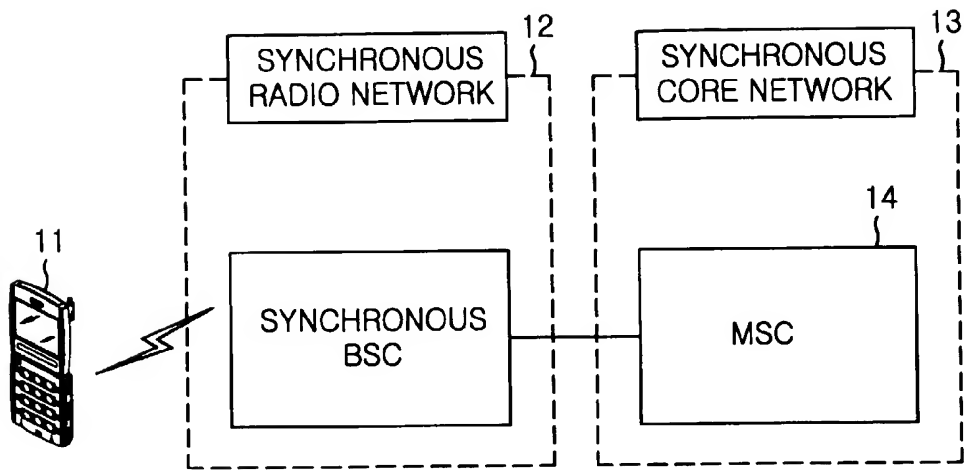 12
13
SYNCHRONOUS
RADIO NETWORK
SYNCHRONOUS
CORE NETWORK
14
11
SYNCHRONOUS
BSC
MSC